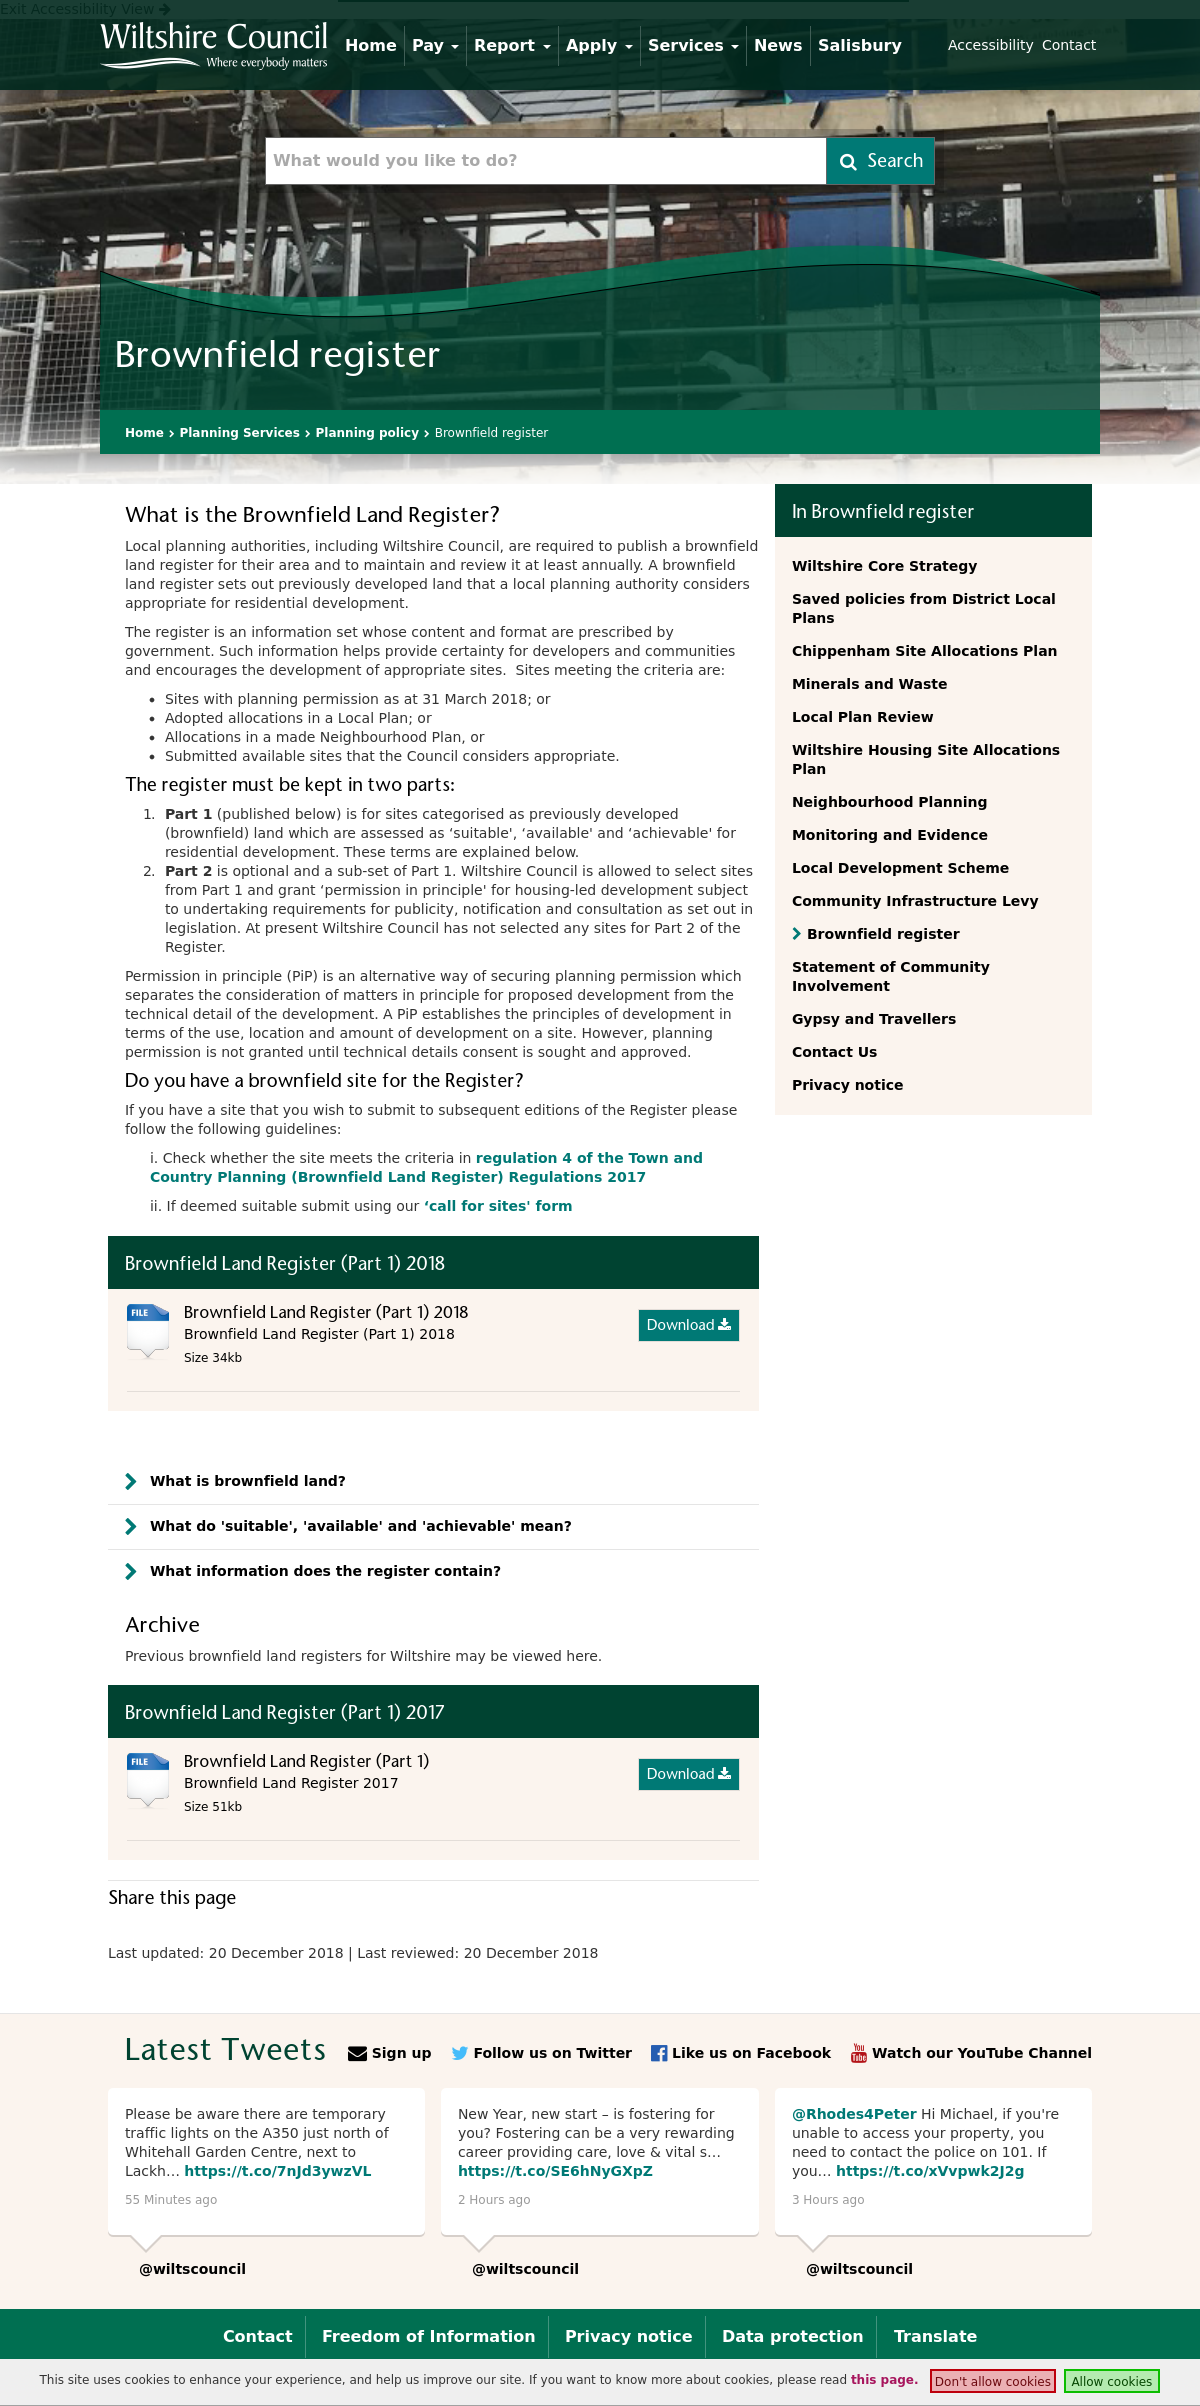 Exit Accessibility View
Wiltshire Council
Where everybody matters
Home Pay Report Apply Services News Salisbury
Accessibility Contact
What would you like to do?
Search
Brownfield register
Home Planning Services Planning policy Brownfield register
What is the Brownfield Land Register?
Local planning authorities, including Wiltshire Council, are required to publish a brownfield
land register for their area and to maintain and review it at least annually. A brownfield
land register sets out previously developed land that a local planning authority considers
appropriate for residential development.
The register is an information set whose content and format are prescribed by
government. Such information helps provide certainty for developers and communities
and encourages the development of appropriate sites.  Sites meeting the criteria are:
• Sites with planning permission as at 31 March 2018; or
• Adopted allocations in a Local Plan; or
• Allocations in a made Neighbourhood Plan, or
• Submitted available sites that the Council considers appropriate.
The register must be kept in two parts:
1. Part 1 (published below) is for sites categorised as previously developed
(brownfield) land which are assessed as ‘suitable', ‘available' and ‘achievable' for
residential development. These terms are explained below.
2. Part 2 is optional and a sub-set of Part 1. Wiltshire Council is allowed to select sites
from Part 1 and grant ‘permission in principle' for housing-led development subject
to undertaking requirements for publicity, notification and consultation as set out in
legislation. At present Wiltshire Council has not selected any sites for Part 2 of the
Register.
Permission in principle (PiP) is an alternative way of securing planning permission which
separates the consideration of matters in principle for proposed development from the
technical detail of the development. A PiP establishes the principles of development in
terms of the use, location and amount of development on a site. However, planning
permission is not granted until technical details consent is sought and approved.
Do you have a brownfield site for the Register?
If you have a site that you wish to submit to subsequent editions of the Register please
follow the following guidelines:
i. Check whether the site meets the criteria in regulation 4 of the Town and
Country Planning (Brownfield Land Register) Regulations 2017
ii. If deemed suitable submit using our ‘call for sites' form
Brownfield Land Register (Part 1) 2018
FILE
Brownfield Land Register (Part 1) 2018
Brownfield Land Register (Part 1) 2018
Size 34kb
Download
What is brownfield land?
What do 'suitable', 'available' and 'achievable' mean?
What information does the register contain?
Archive
Previous brownfield land registers for Wiltshire may be viewed here.
Brownfield Land Register (Part 1) 2017
FILE
Brownfield Land Register (Part 1)
Brownfield Land Register 2017
Size 51kb
Download
Share this page
Last updated: 20 December 2018 | Last reviewed: 20 December 2018
In Brownfield register
Wiltshire Core Strategy
Saved policies from District Local
Plans
Chippenham Site Allocations Plan
Minerals and Waste
Local Plan Review
Wiltshire Housing Site Allocations
Plan
Neighbourhood Planning
Monitoring and Evidence
Local Development Scheme
Community Infrastructure Levy
Brownfield register
Statement of Community
Involvement
Gypsy and Travellers
Contact Us
Privacy notice
Latest Tweets
Sign up
Follow us on Twitter
Like us on Facebook
You Tube
Watch our YouTube Channel
Please be aware there are temporary
traffic lights on the A350 just north of
Whitehall Garden Centre, next to
Lackh… https://t.co/7nJd3ywzVL
55 Minutes ago
@wiltscouncil
New Year, new start – is fostering for
you? Fostering can be a very rewarding
career providing care, love & vital s…
https://t.co/SE6hNyGXpZ
2 Hours ago
@wiltscouncil
@Rhodes4Peter Hi Michael, if you're
unable to access your property, you
need to contact the police on 101. If
you… https://t.co/xVvpwk2J2g
3 Hours ago
@wiltscouncil
Contact Freedom of Information Privacy notice Data protection Translate
This site uses cookies to enhance your experience, and help us improve our site. If you want to know more about cookies, please read this page.
Don't allow cookies
Allow cookies